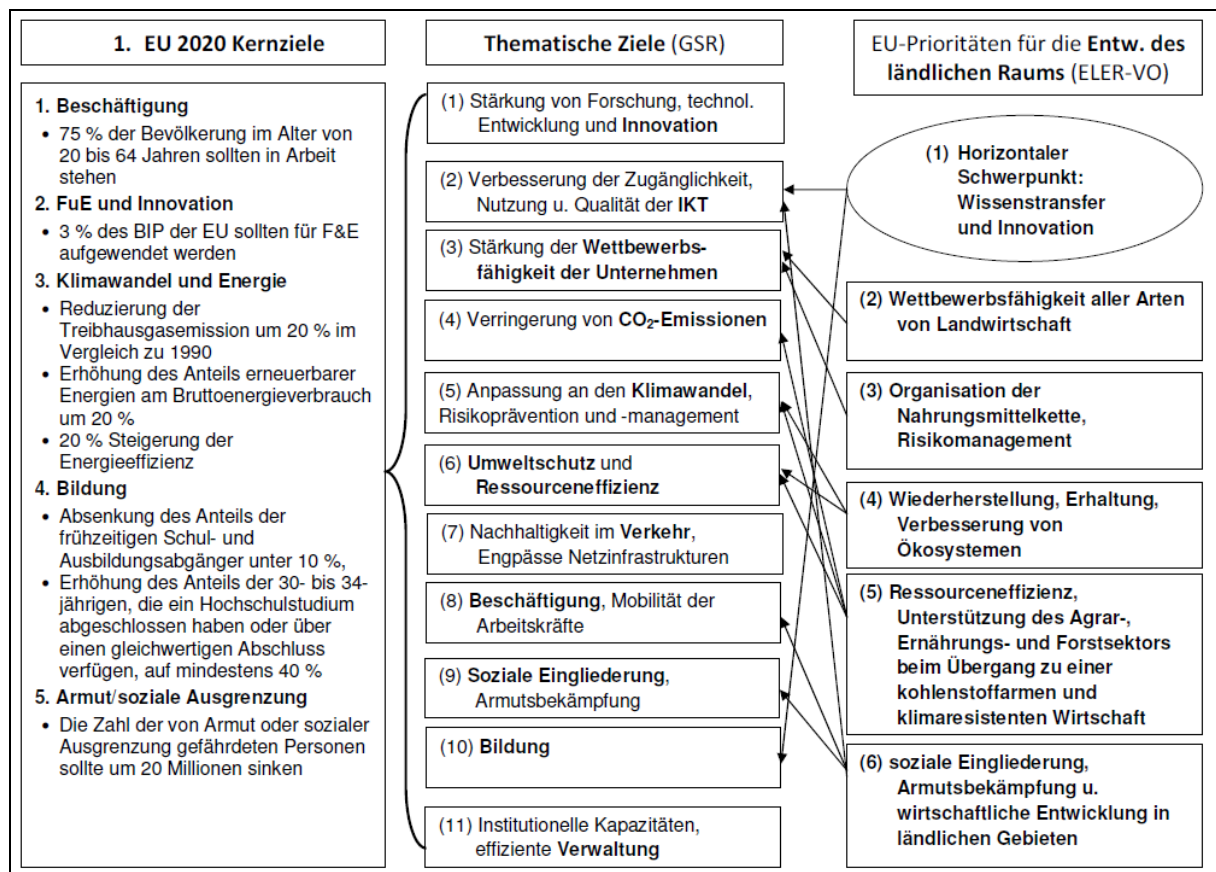 1. EU 2020 Kernziele
1. Beschäftigung
• 75 % der Bevölkerung im Alter von
20 bis 64 Jahren sollten in Arbeit
stehen
2. FuE und Innovation
• 3 % des BIP der EU sollten für F&E
aufgewendet werden
3. Klimawandel und Energie
• Reduzierung der
Treibhausgasemission um 20 % im
Vergleich zu 1990
• Erhöhung des Anteils erneuerbarer
Energien am Bruttoenergieverbrauch
um 20 %
• 20 % Steigerung der
Energieeffizienz
4. Bildung
• Absenkung des Anteils der
frühzeitigen Schul- und
Ausbildungsabgänger unter 10 %,
• Erhöhung des Anteils der 30- bis 34-
jährigen, die ein Hochschulstudium
abgeschlossen haben oder über
einen gleichwertigen Abschluss
verfügen, auf mindestens 40 %
5. Armut/soziale Ausgrenzung
• Die Zahl der von Armut oder sozialer
Ausgrenzung gefährdeten Personen
sollte um 20 Millionen sinken
Thematische Ziele (GSR)
(1) Stärkung von Forschung, technol.
Entwicklung und Innovation
(2) Verbesserung der Zugänglichkeit,
Nutzung u. Qualität der IKT
(3) Stärkung der Wettbewerbs-
fähigkeit der Unternehmen
(4) Verringerung von CO₂-Emissionen
(5) Anpassung an den Klimawandel,
Risikoprävention und -management
(6) Umweltschutz und
Ressourceneffizienz
(7) Nachhaltigkeit im Verkehr,
Engpässe Netzinfrastrukturen
(8) Beschäftigung, Mobilität der
Arbeitskräfte
(9) Soziale Eingliederung,
Armutsbekämpfung
(10) Bildung
(11) Institutionelle Kapazitäten,
effiziente Verwaltung
EU-Prioritäten für die Entw. des
ländlichen Raums (ELER-VO)
(1) Horizontaler
Schwerpunkt:
Wissenstransfer
und Innovation
(2) Wettbewerbsfähigkeit aller Arten
von Landwirtschaft
(3) Organisation der
Nahrungsmittelkette,
Risikomanagement
(4) Wiederherstellung, Erhaltung,
Verbesserung von
Ökosystemen
(5) Ressourceneffizienz,
Unterstützung des Agrar-,
Ernährungs- und Forstsektors
beim Übergang zu einer
kohlenstoffarmen und
klimaresistenten Wirtschaft
(6) soziale Eingliederung,
Armutsbekämpfung u.
wirtschaftliche Entwicklung in
ländlichen Gebieten